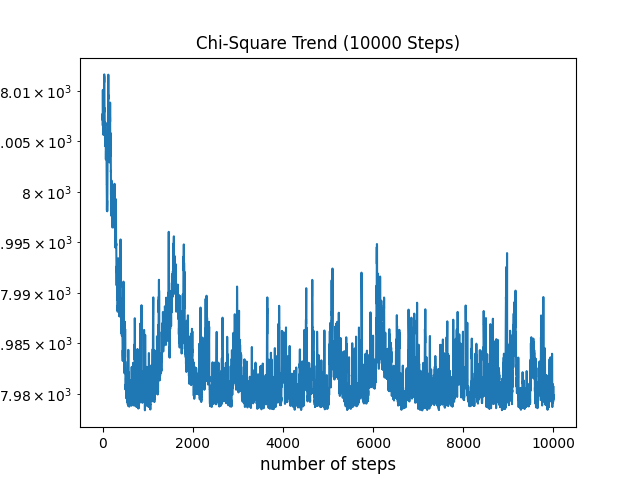 Chi-Square Trend (10000 Steps)
8.01 × 10³
.005 × 10³
8 × 10³
.995 × 10³
7.99 × 10³
.985 × 10³
7.98 × 10³
0 2000 4000 6000 8000 10000
number of steps